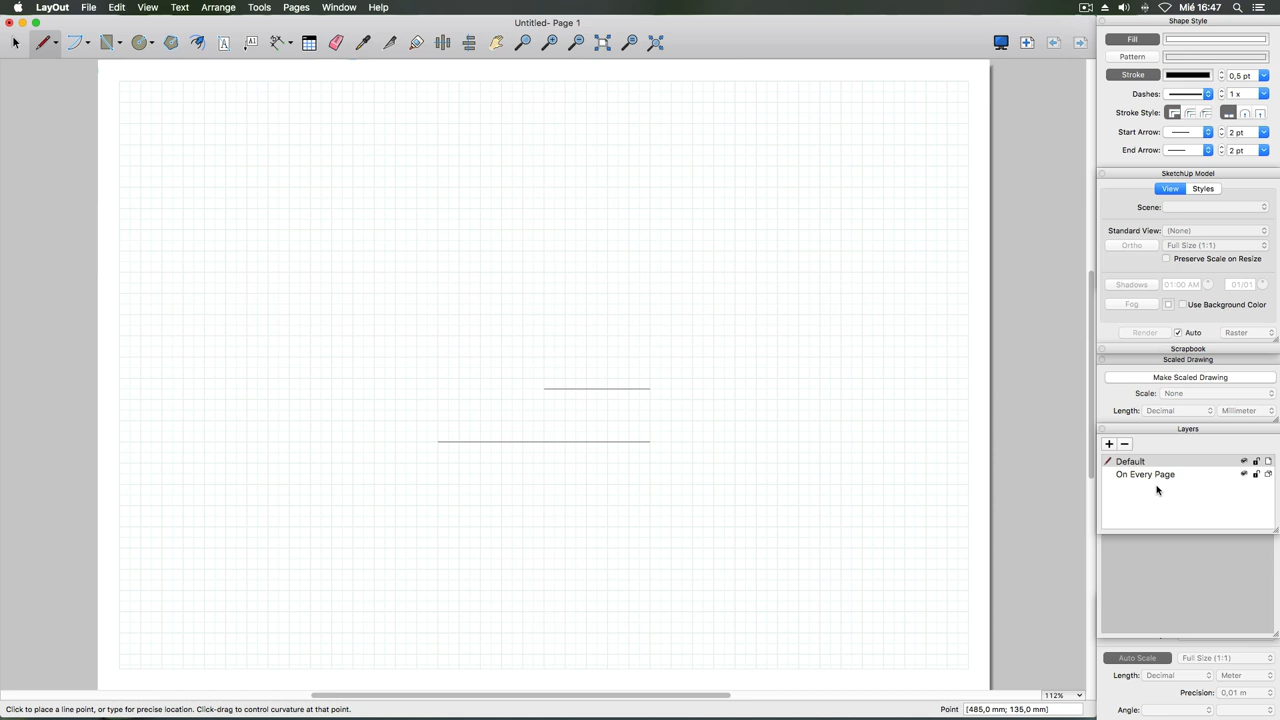 LayOut File Edit View Text Arrange Tools Pages Window Help Mié 16:47
Untitled- Page 1
Shape Style
Fill
Pattern
Stroke 0,5 pt
Dashes: 1 x
Stroke Style:
Start Arrow: 2 pt
End Arrow: 2 pt
SketchUp Model
View Styles
Scene:
Standard View: (None)
Ortho Full Size (1:1)
Preserve Scale on Resize
Shadows 01:00 AM 01/01
Fog Use Background Color
Render Auto Raster
Scrapbook
Scaled Drawing
Make Scaled Drawing
Scale: None
Length: Decimal Millimeter
Layers
Default
On Every Page
Auto Scale Full Size (1:1)
Length: Decimal Meter
Precision: 0,01 m
Angle:
112%
Click to place a line point, or type for precise location. Click-drag to control curvature at that point. Point [485,0 mm; 135,0 mm]